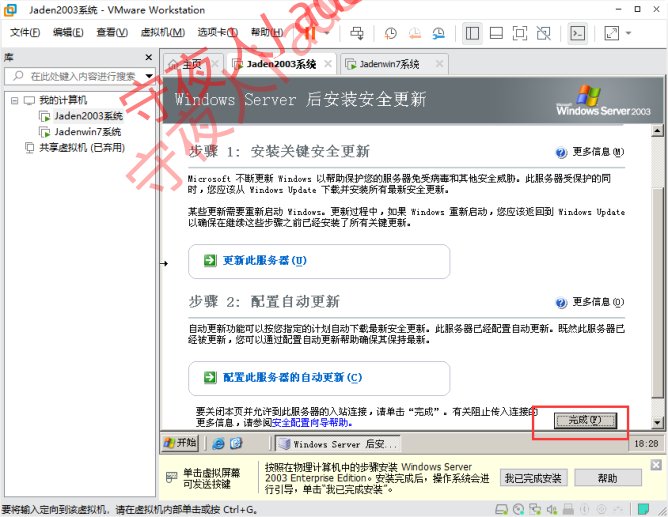 Jaden2003系统 - VMware Workstation
文件(F) 编辑(E) 查看(V) 虚拟机(M) 选项卡(T) 帮助(H)
库
在此处键入内容进行搜索
我的计算机
Jaden2003系统
Jadenwin7系统
共享虚拟机 (已弃用)
主页 Jaden2003系统 Jadenwin7系统
守夜人Jade
守夜人Jade
Windows Server 后安装安全更新
Microsoft
Windows Server 2003
步骤 1: 安装关键安全更新
更多信息(M)
Microsoft 不断更新 Windows 以帮助保护您的服务器免受病毒和其他安全威胁。此服务器受保护的同
时，您应该从 Windows Update 下载并安装所有最新安全更新。
某些更新需要重新启动 Windows。更新过程中，如果 Windows 重新启动，您应该返回到 Windows Update
以确保在继续这些步骤之前已经安装了所有关键更新。
更新此服务器(U)
步骤 2: 配置自动更新
更多信息(O)
自动更新功能可以按您指定的计划自动下载最新安全更新。此服务器已经配置自动更新。既然此服务器已
经被更新，您可以通过配置自动更新帮助确保其保持最新。
配置此服务器的自动更新(C)
要关闭本页并允许到此服务器的入站连接，请单击“完成”。有关阻止传入连接的
更多信息，请参阅安全配置向导帮助。
完成(F)
开始
Windows Server 后安...
18:28
单击虚拟屏幕
可发送按键
按照在物理计算机中的步骤安装 Windows Server
2003 Enterprise Edition。安装完成后，操作系统会进
行引导，单击“我已完成安装”。
我已完成安装
帮助
要将输入定向到该虚拟机，请在虚拟机内部单击或按 Ctrl+G。